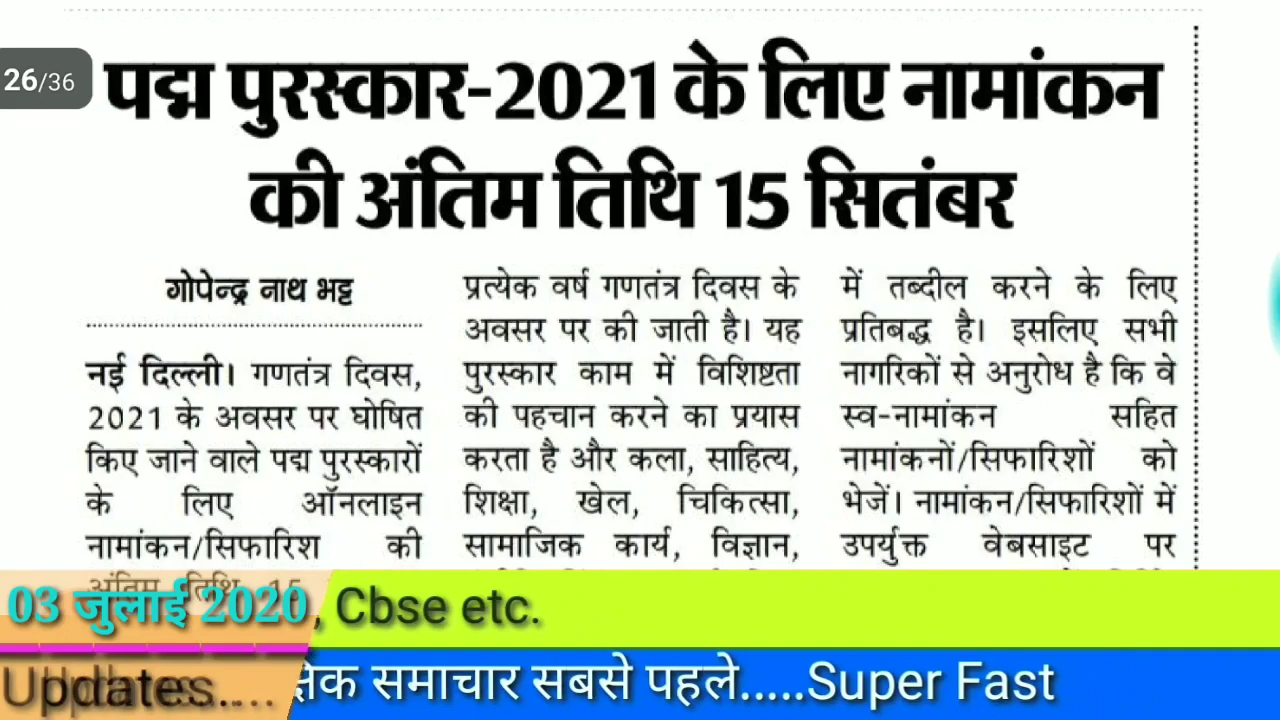 26/36
पद्म पुरस्कार-2021 के लिए नामांकन
की अंतिम तिथि 15 सितंबर
गोपेन्द्र नाथ भट्ट
नई दिल्ली। गणतंत्र दिवस,
2021 के अवसर पर घोषित
किए जाने वाले पद्म पुरस्कारों
के लिए ऑनलाइन
नामांकन/सिफारिश की
अंतिम तिथि 15
प्रत्येक वर्ष गणतंत्र दिवस के
अवसर पर की जाती है। यह
पुरस्कार काम में विशिष्टता
की पहचान करने का प्रयास
करता है और कला, साहित्य,
शिक्षा, खेल, चिकित्सा,
सामाजिक कार्य, विज्ञान,
में तब्दील करने के लिए
प्रतिबद्ध है। इसलिए सभी
नागरिकों से अनुरोध है कि वे
स्व-नामांकन सहित
नामांकनों/सिफारिशों को
भेजें। नामांकन/सिफारिशों में
उपर्युक्त वेबसाइट पर
03 जुलाई 2020 , Cbse etc.
Updates.... समाचार सबसे पहले.....Super Fast